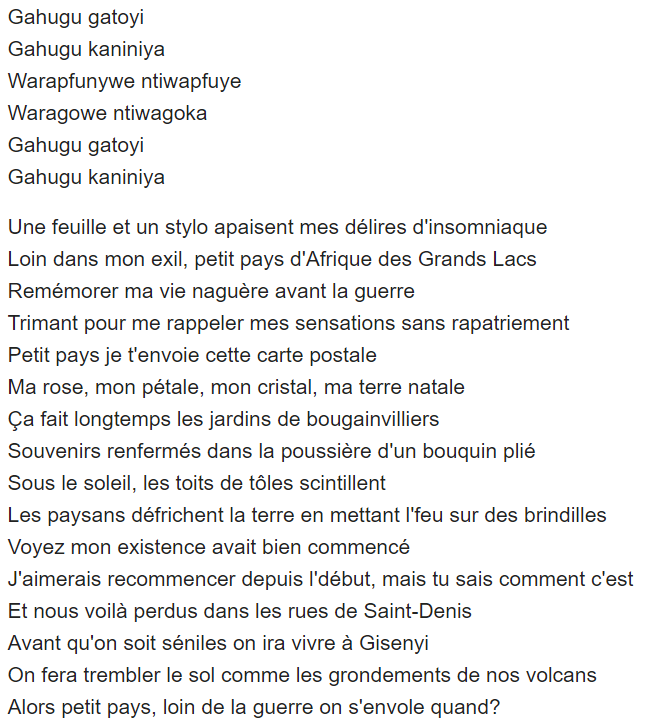 Gahugu gatoyi
Gahugu kaniniya
Warapfunywe ntiwapfuye
Waragowe ntiwagoka
Gahugu gatoyi
Gahugu kaniniya
Une feuille et un stylo apaisent mes délires d'insomniaque
Loin dans mon exil, petit pays d'Afrique des Grands Lacs
Remémorer ma vie naguère avant la guerre
Trimant pour me rappeler mes sensations sans rapatriement
Petit pays je t'envoie cette carte postale
Ma rose, mon pétale, mon cristal, ma terre natale
Ça fait longtemps les jardins de bougainvilliers
Souvenirs renfermés dans la poussière d'un bouquin plié
Sous le soleil, les toits de tôles scintillent
Les paysans défrichent la terre en mettant l'feu sur des brindilles
Voyez mon existence avait bien commencé
J'aimerais recommencer depuis l'début, mais tu sais comment c'est
Et nous voilà perdus dans les rues de Saint-Denis
Avant qu'on soit séniles on ira vivre à Gisenyi
On fera trembler le sol comme les grondements de nos volcans
Alors petit pays, loin de la guerre on s'envole quand?